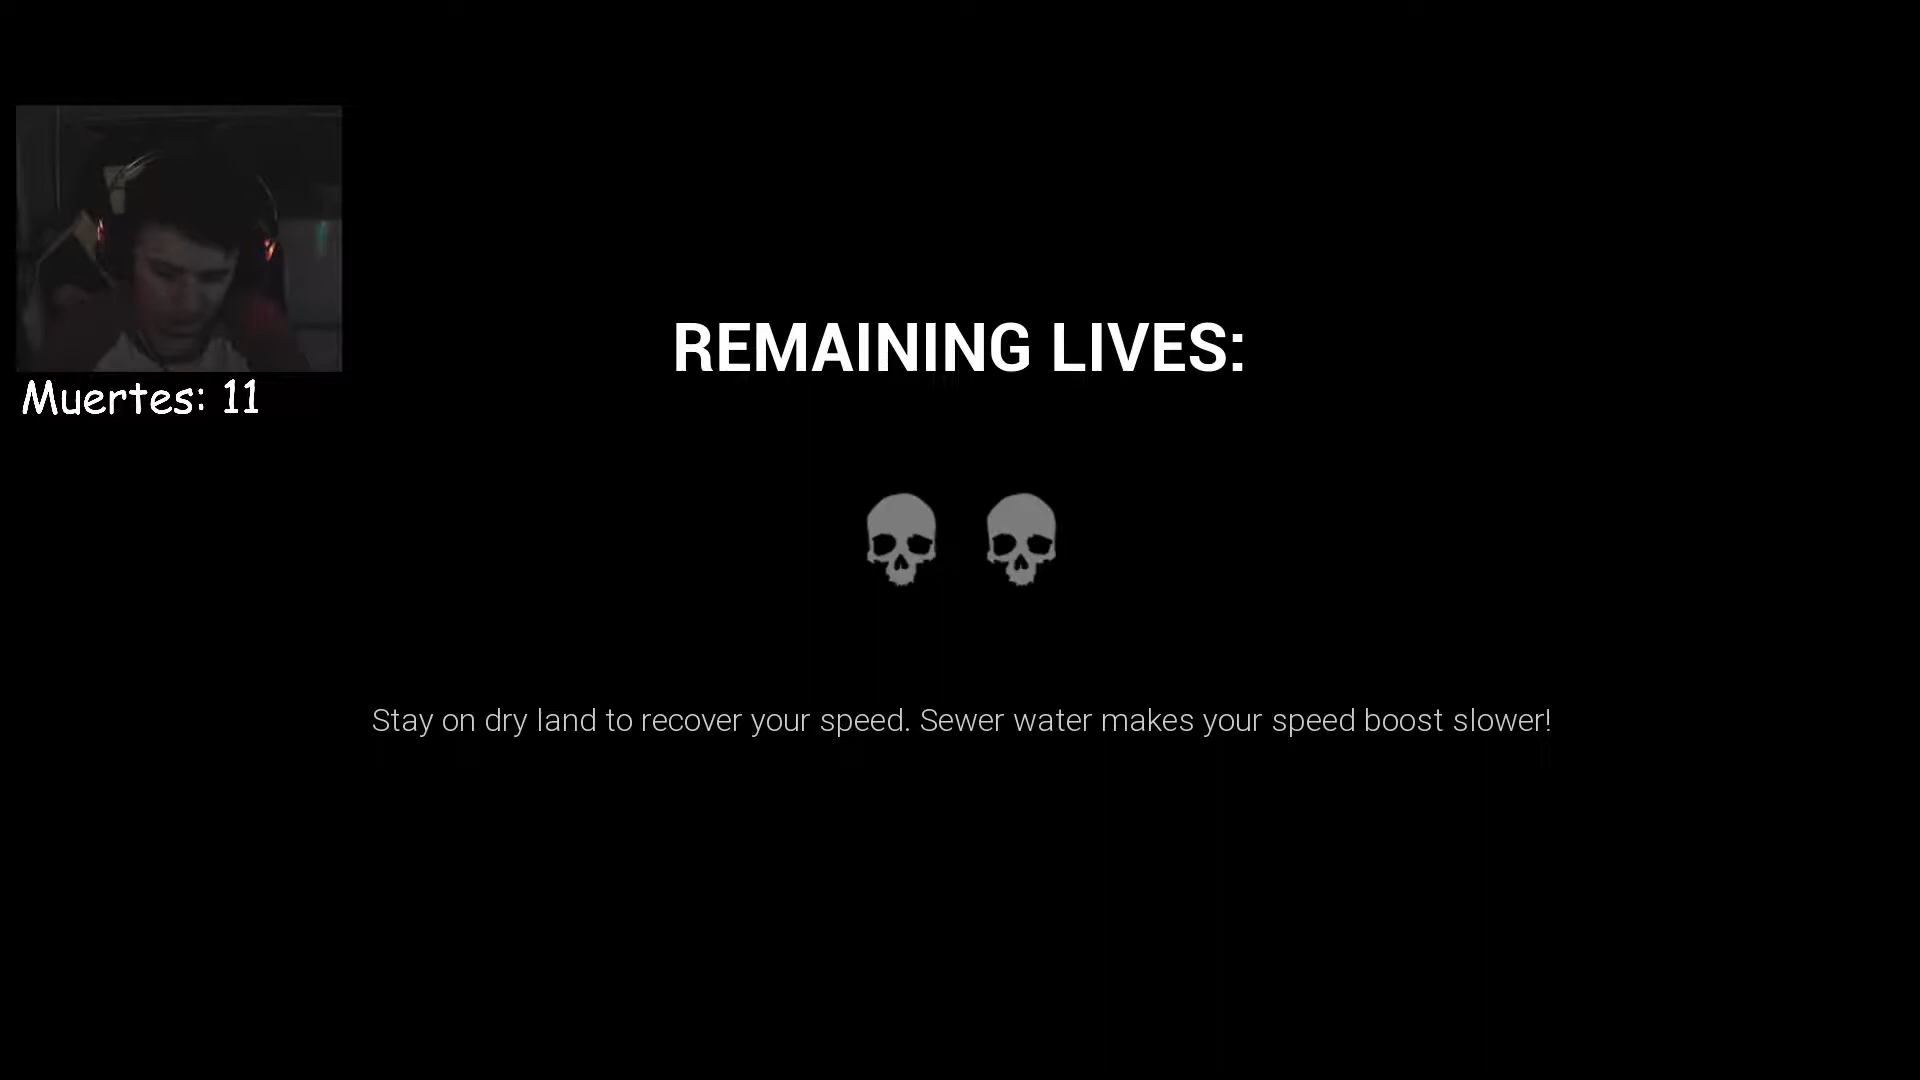 REMAINING LIVES:
Muertes: 11
Stay on dry land to recover your speed. Sewer water makes your speed boost slower!